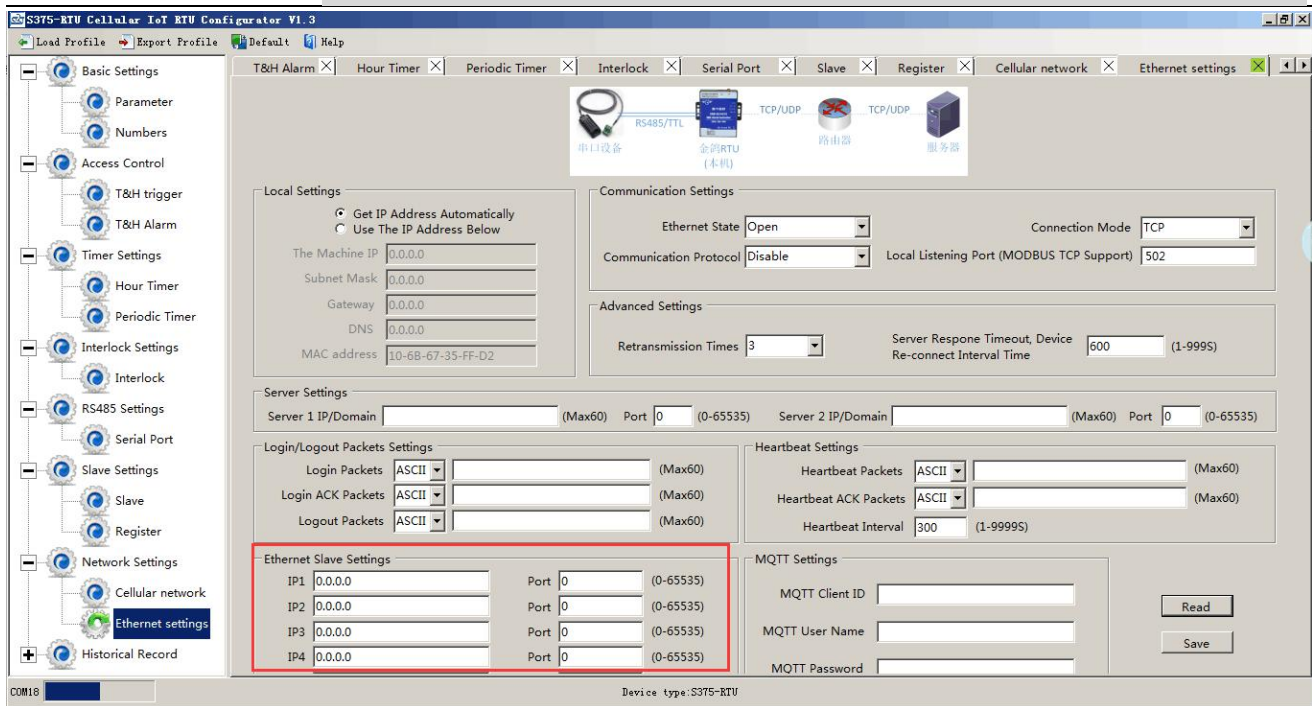 S375-RTU Cellular IoT RTU Configurator V1.3
Load Profile Export Profile Default Help
Basic Settings
Parameter
Numbers
Access Control
T&H trigger
T&H Alarm
Timer Settings
Hour Timer
Periodic Timer
Interlock Settings
Interlock
RS485 Settings
Serial Port
Slave Settings
Slave
Register
Network Settings
Cellular network
Ethernet settings
Historical Record
T&H Alarm Hour Timer Periodic Timer Interlock Serial Port Slave Register Cellular network Ethernet settings
RS485/TTL TCP/UDP TCP/UDP
串口设备 金鸽RTU 路由器 服务器
(本机)
Local Settings
Get IP Address Automatically
Use The IP Address Below
The Machine IP 0.0.0.0
Subnet Mask 0.0.0.0
Gateway 0.0.0.0
DNS 0.0.0.0
MAC address 10-6B-67-35-FF-D2
Communication Settings
Ethernet State Open Connection Mode TCP
Communication Protocol Disable Local Listening Port (MODBUS TCP Support) 502
Advanced Settings
Retransmission Times 3 Server Respone Timeout, Device
Re-connect Interval Time 600 (1-999S)
Server Settings
Server 1 IP/Domain (Max60) Port 0 (0-65535) Server 2 IP/Domain (Max60) Port 0 (0-65535)
Login/Logout Packets Settings
Login Packets ASCII (Max60)
Login ACK Packets ASCII (Max60)
Logout Packets ASCII (Max60)
Heartbeat Settings
Heartbeat Packets ASCII (Max60)
Heartbeat ACK Packets ASCII (Max60)
Heartbeat Interval 300 (1-9999S)
Ethernet Slave Settings
IP1 0.0.0.0 Port 0 (0-65535)
IP2 0.0.0.0 Port 0 (0-65535)
IP3 0.0.0.0 Port 0 (0-65535)
IP4 0.0.0.0 Port 0 (0-65535)
MQTT Settings
MQTT Client ID
MQTT User Name
MQTT Password
Read
Save
COM18 Device type:S375-RTU